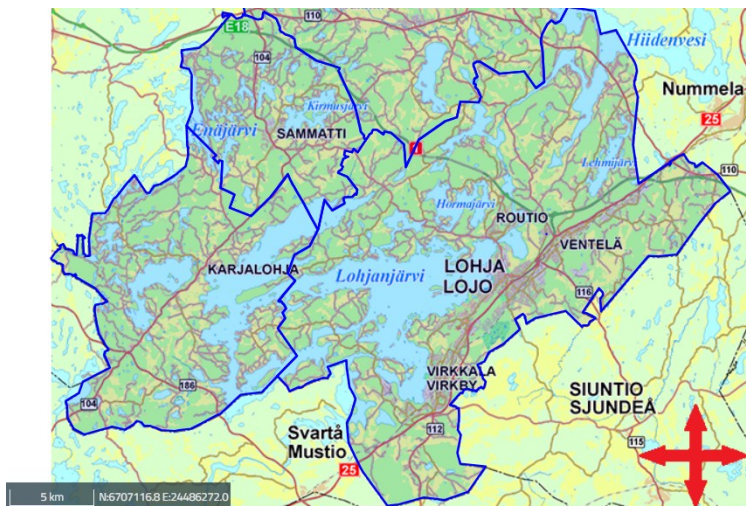 110
E18
Hiidenvesi
104
Nummela
Kirmusjärvi
25
Enäjärvi
SAMMATTI
1
Lehmijärvi
110
Hormajärvi
ROUTIO
VENTELÄ
KARJALOHJA
Lohjanjärvi
LOHJA
LOJO
116
VIRKKALA
VIRKBY
186
SIUNTIO
SJUNDEÅ
104
Svartå
Mustio
112
115
25
5 km
N:6707116.8 E:24486272.0